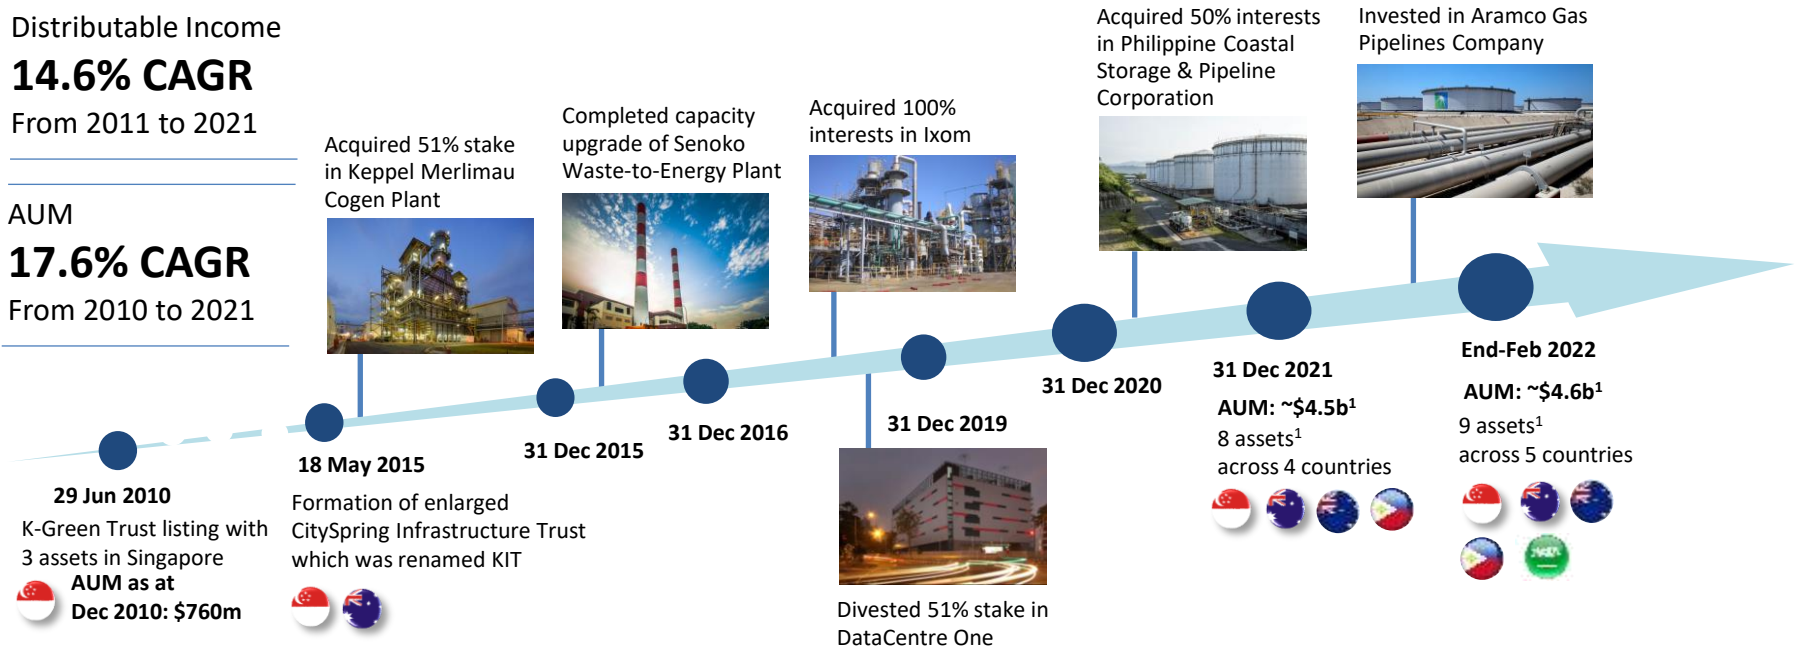 Distributable Income
14.6% CAGR
From 2011 to 2021
AUM
17.6% CAGR
From 2010 to 2021
29 Jun 2010
K-Green Trust listing with
3 assets in Singapore
AUM as at
Dec 2010: $760m
18 May 2015
Formation of enlarged
CitySpring Infrastructure Trust
which was renamed KIT
Acquired 51% stake
in Keppel Merlimau
Cogen Plant
31 Dec 2015
Completed capacity
upgrade of Senoko
Waste-to-Energy Plant
31 Dec 2016
Acquired 100%
interests in Ixom
Divested 51% stake in
DataCentre One
31 Dec 2019
31 Dec 2020
Acquired 50% interests
in Philippine Coastal
Storage & Pipeline
Corporation
31 Dec 2021
AUM: ~$4.5b¹
8 assets¹
across 4 countries
Invested in Aramco Gas
Pipelines Company
End-Feb 2022
AUM: ~$4.6b¹
9 assets¹
across 5 countries